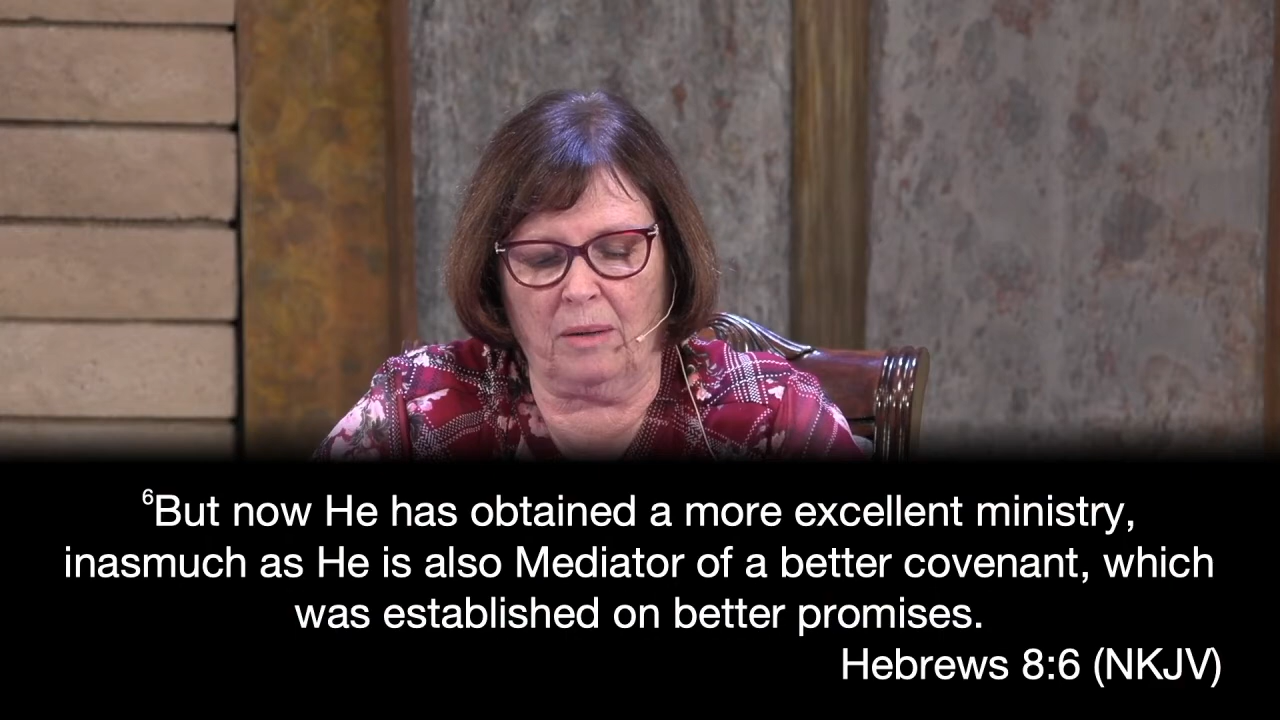 ⁶But now He has obtained a more excellent ministry,
inasmuch as He is also Mediator of a better covenant, which
was established on better promises.
Hebrews 8:6 (NKJV)